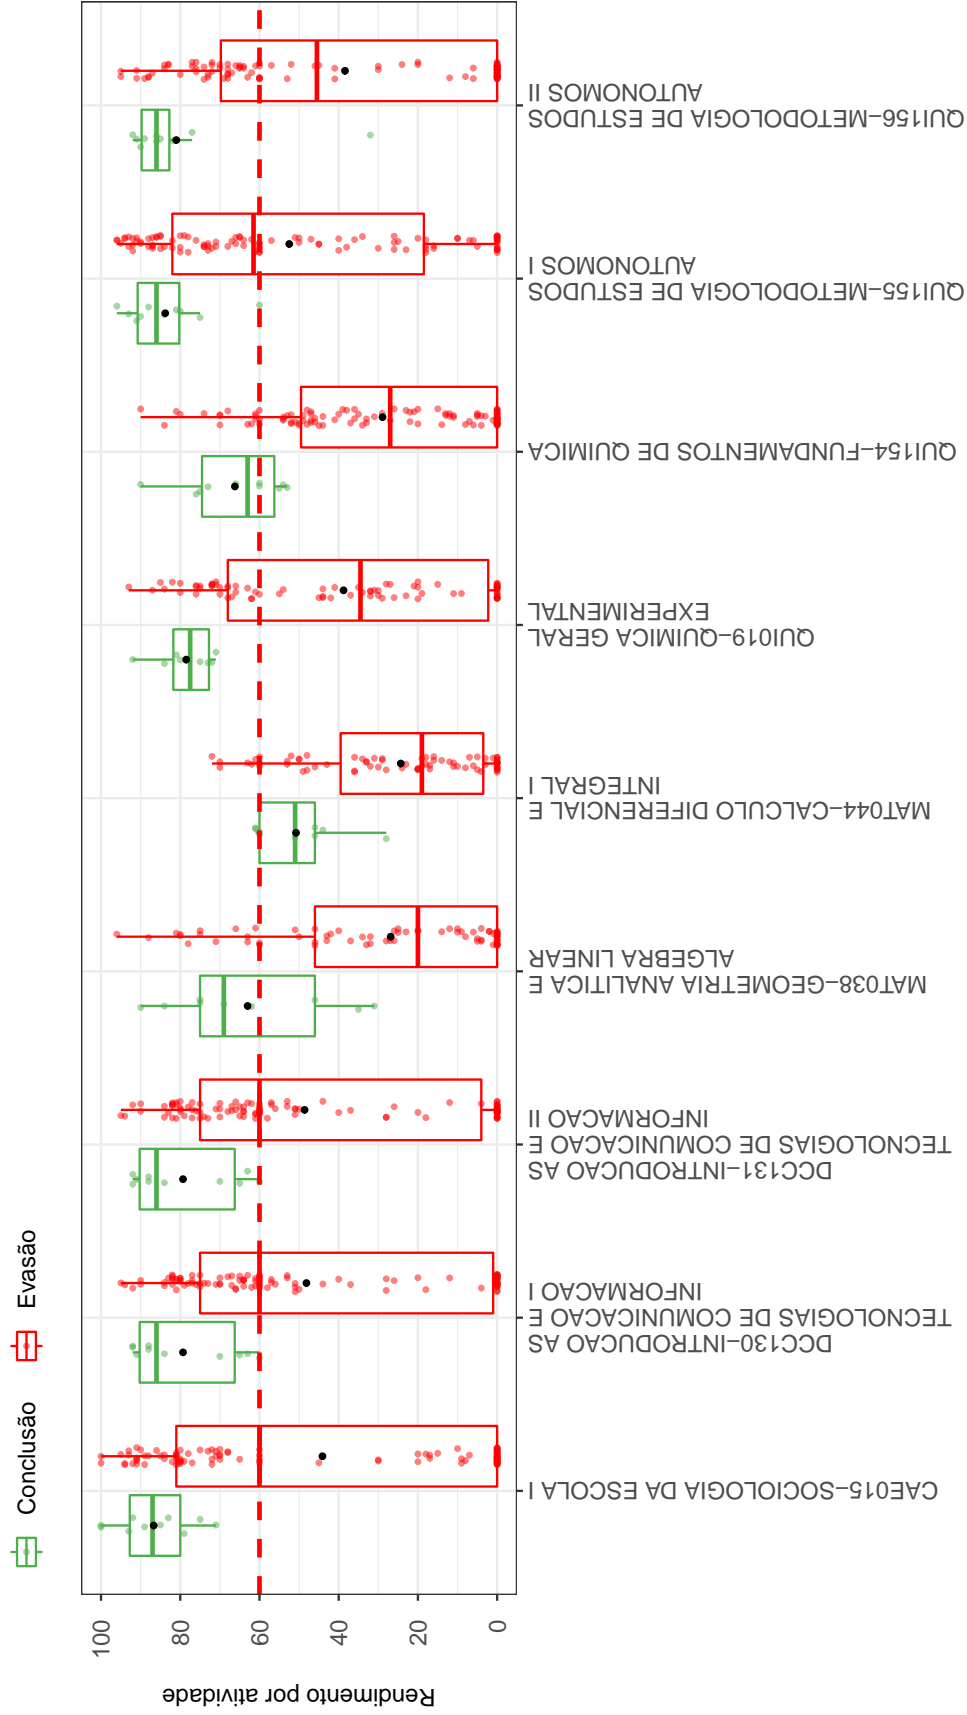 Conclusão
Evasão
Rendimento por atividade
100
80
60
40
20
0
CAE015−SOCIOLOGIA DA ESCOLA I
DCC130−INTRODUCAO AS
TECNOLOGIAS DE COMUNICACAO E
INFORMACAO I
DCC131−INTRODUCAO AS
TECNOLOGIAS DE COMUNICACAO E
INFORMACAO II
MAT038−GEOMETRIA ANALITICA E
ALGEBRA LINEAR
MAT044−CALCULO DIFERENCIAL E
INTEGRAL I
QUI019−QUIMICA GERAL
EXPERIMENTAL
QUI154−FUNDAMENTOS DE QUIMICA
QUI155−METODOLOGIA DE ESTUDOS
AUTONOMOS I
QUI156−METODOLOGIA DE ESTUDOS
AUTONOMOS II